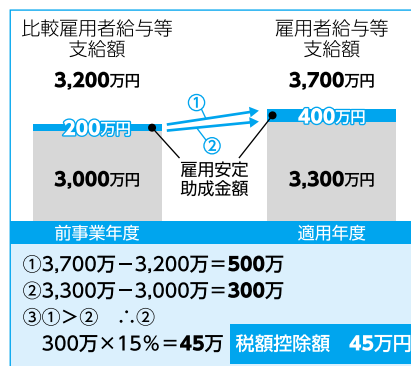 比較雇用者給与等
支給額
3,200万円
雇用者給与等
支給額
3,700万円
200万円
①
②
400万円
雇用安定
助成金額
3,000万円
3,300万円
前事業年度
適用年度
①3,700万－3,200万＝500万
②3,300万－3,000万＝300万
③①＞② ∴②
300万×15％＝45万
税額控除額 45万円